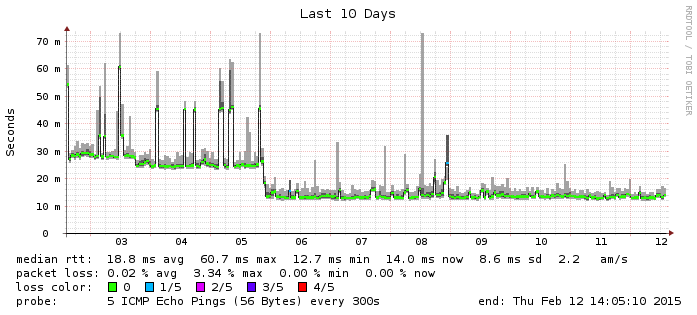 Last 10 Days
RRDTOOL / TOBI OETIKER
Seconds
70 m
60 m
50 m
40 m
30 m
20 m
10 m
0
03 04 05 06 07 08 09 10 11 12
median rtt: 18.8 ms avg 60.7 ms max 12.7 ms min 14.0 ms now 8.6 ms sd 2.2 am/s
packet loss: 0.02 % avg 3.34 % max 0.00 % min 0.00 % now
loss color: 0 1/5 2/5 3/5 4/5
probe: 5 ICMP Echo Pings (56 Bytes) every 300s end: Thu Feb 12 14:05:10 2015